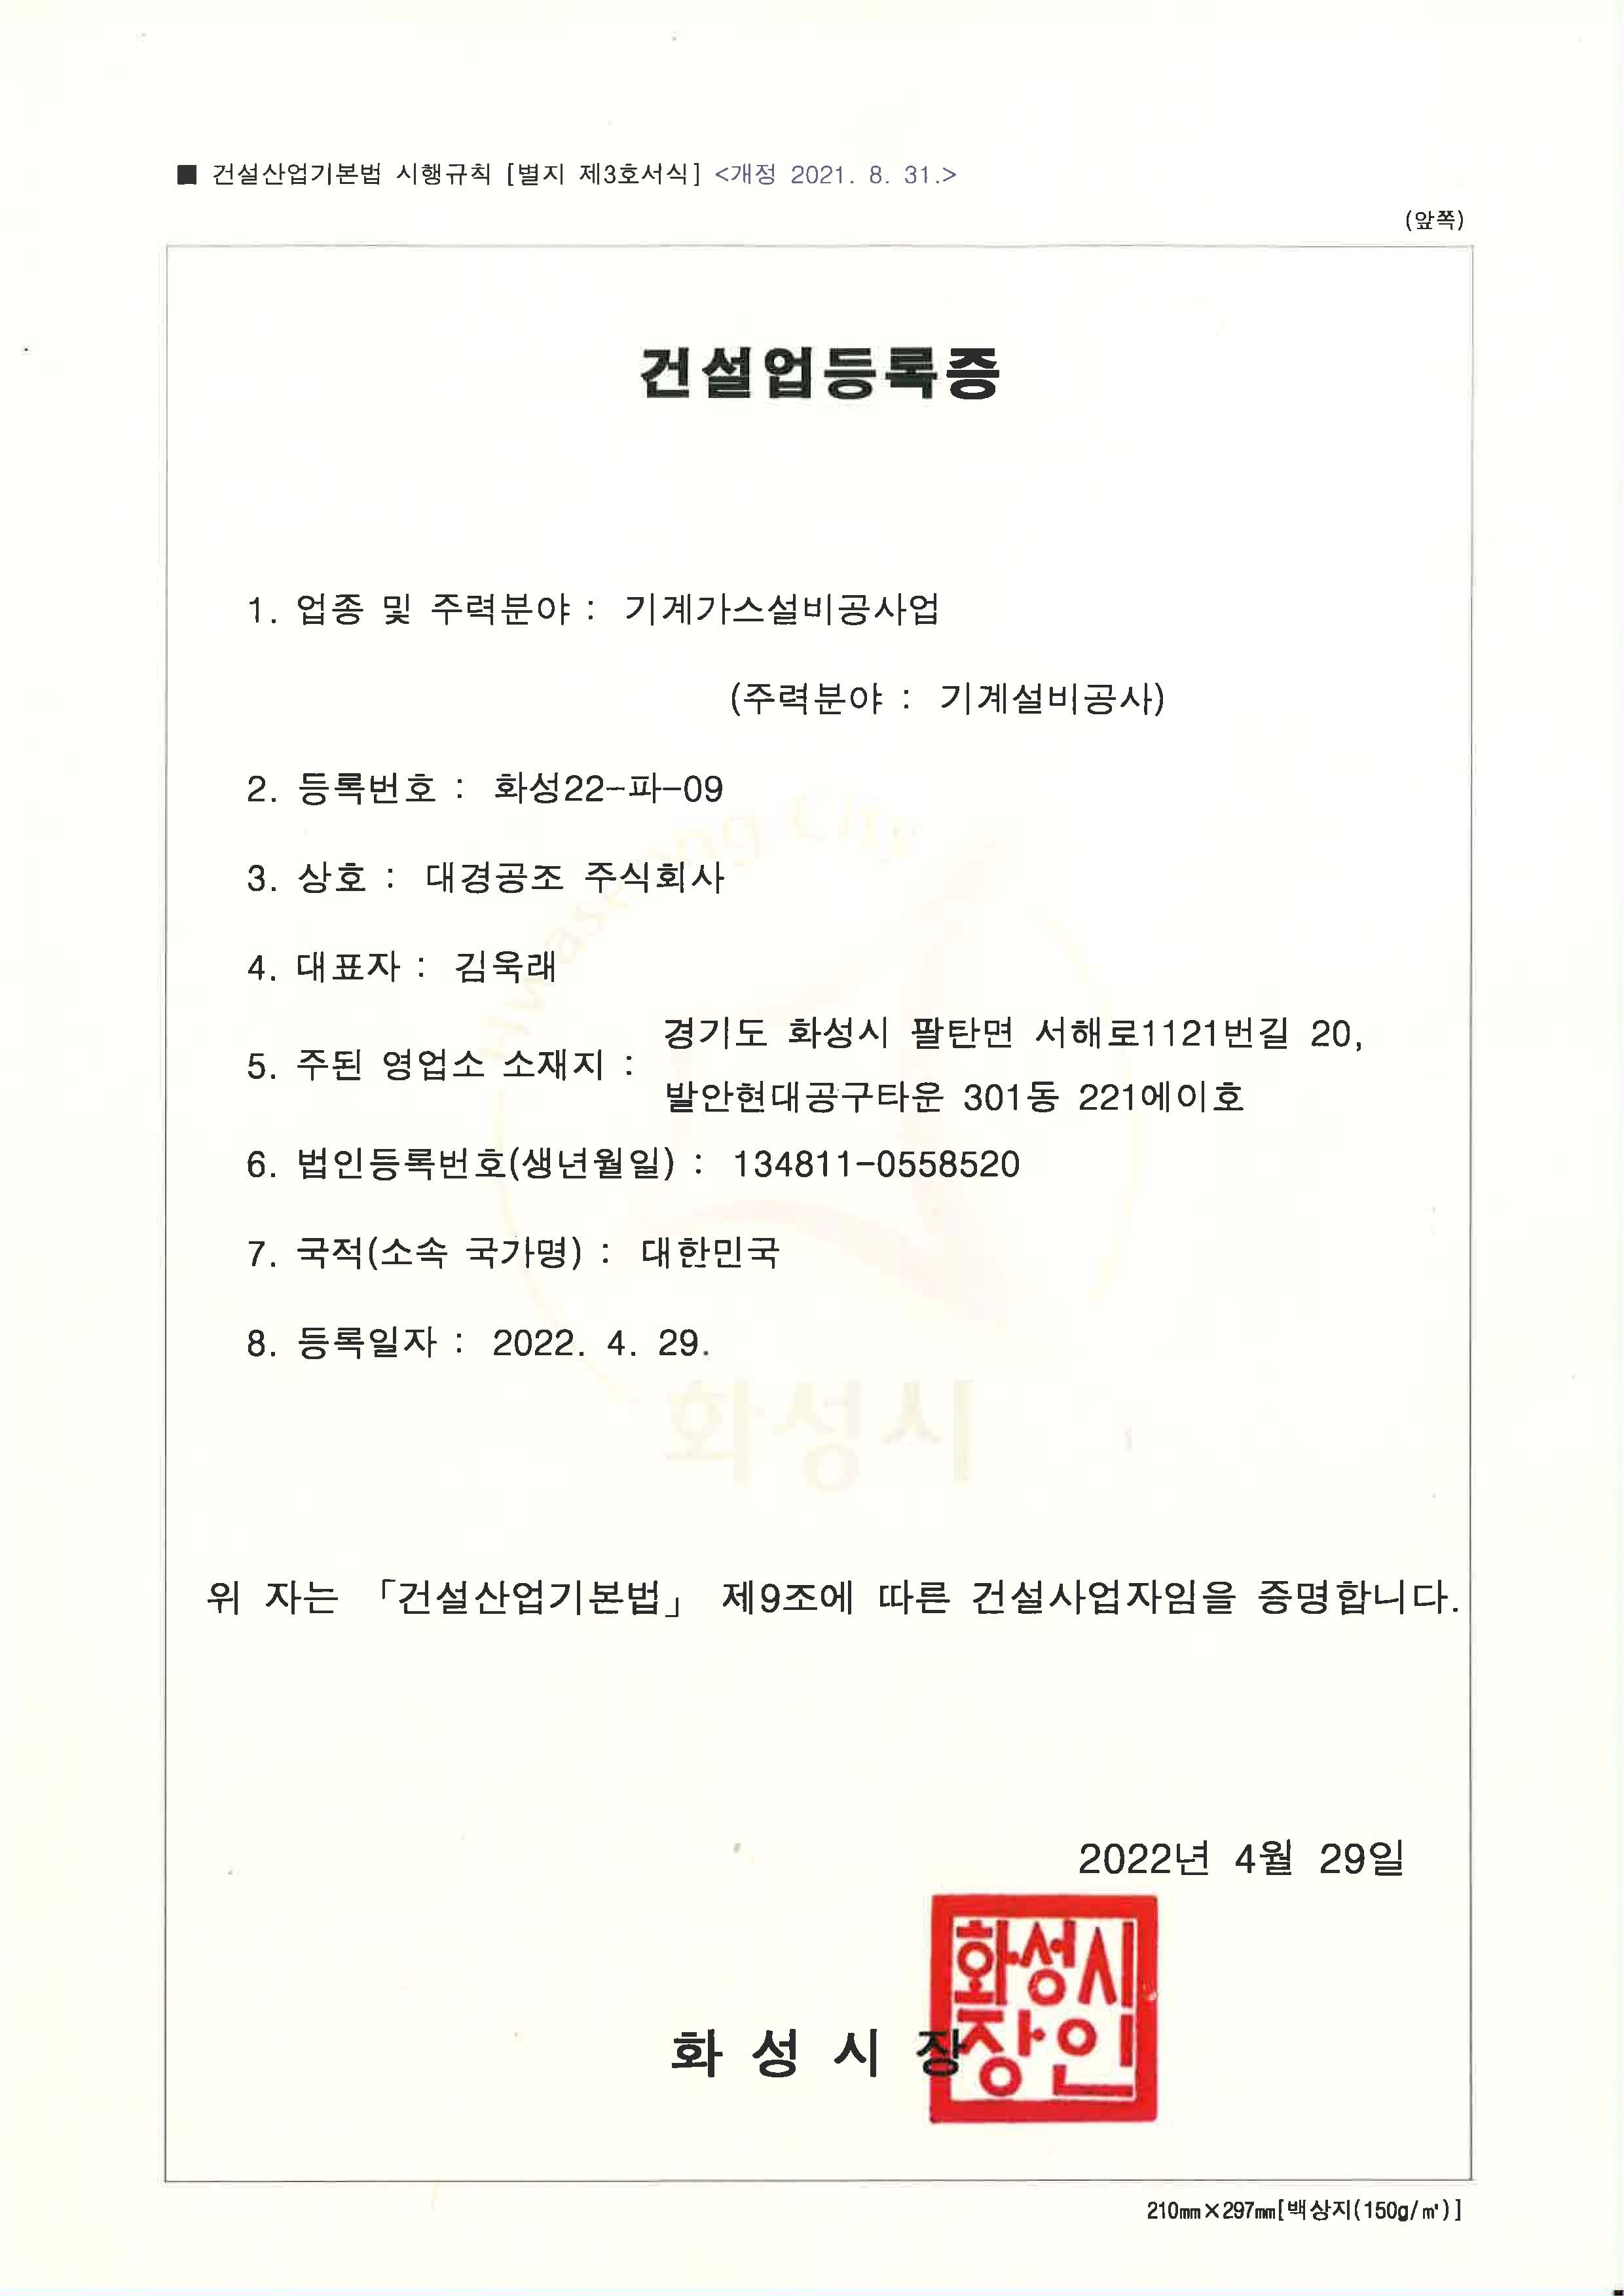 ■ 건설산업기본법 시행규칙 [별지 제3호서식] <개정 2021. 8. 31.>
(앞쪽)
건설업등록증
1. 업종 및 주력분야 : 기계가스설비공사업
(주력분야 : 기계설비공사)
2. 등록번호 : 화성22-파-09
3. 상호 : 대경공조 주식회사
4. 대표자 : 김욱래
5. 주된 영업소 소재지 : 경기도 화성시 팔탄면 서해로1121번길 20,
발안현대공구타운 301동 221에이호
6. 법인등록번호(생년월일) : 134811-0558520
7. 국적(소속 국가명) : 대한민국
8. 등록일자 : 2022. 4. 29.
Hwaseong City
화성시
위 자는 「건설산업기본법」 제9조에 따른 건설사업자임을 증명합니다.
2022년 4월 29일
화 성 시 장
화성시
장인
210㎜×297㎜[백상지(150g/㎡)]